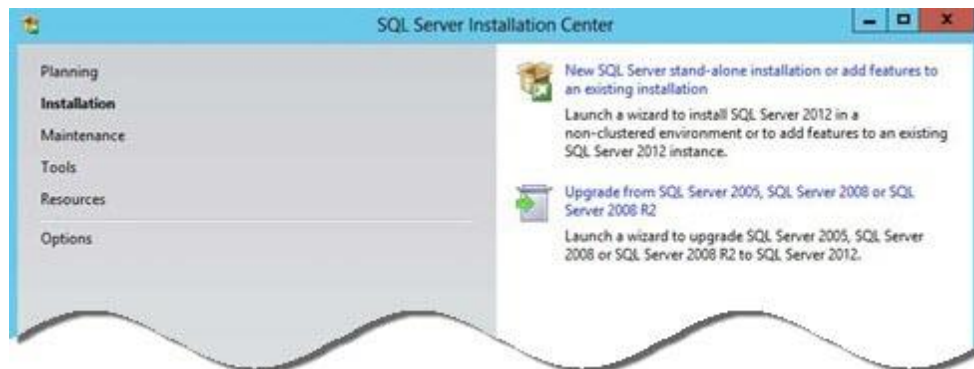 SQL Server Installation Center
Planning
Installation
Maintenance
Tools
Resources
Options
New SQL Server stand-alone installation or add features to
an existing installation
Launch a wizard to install SQL Server 2012 in a
non-clustered environment or to add features to an existing
SQL Server 2012 instance.
Upgrade from SQL Server 2005, SQL Server 2008 or SQL
Server 2008 R2
Launch a wizard to upgrade SQL Server 2005, SQL Server
2008 or SQL Server 2008 R2 to SQL Server 2012.